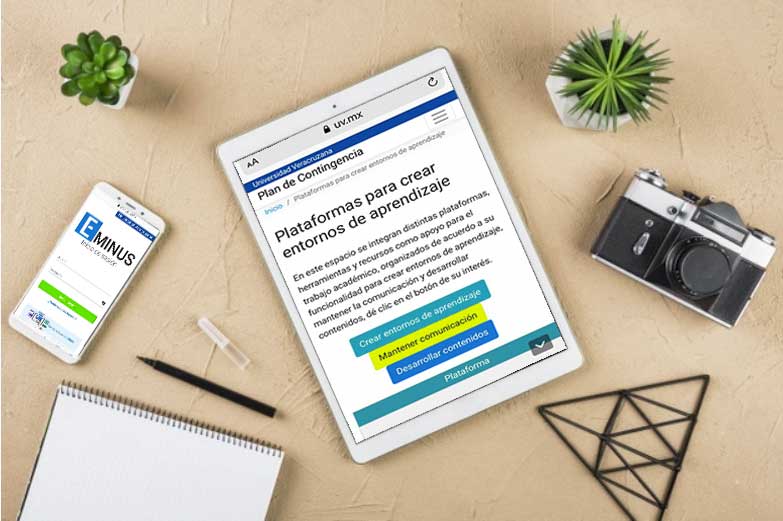 AA uv.mx
Universidad Veracruzana
Plan de Contingencia
Inicio / Plataformas para crear entornos de aprendizaje
Plataformas para crear
entornos de aprendizaje
En este espacio se integran distintas plataformas,
herramientas y recursos como apoyo para el
trabajo académico, organizados de acuerdo a su
funcionalidad para crear entornos de aprendizaje,
mantener la comunicación y desarrollar
contenidos, dé clic en el botón de su interés.
Crear entornos de aprendizaje
Mantener comunicación
Desarrollar contenidos
Plataforma
EMINUS